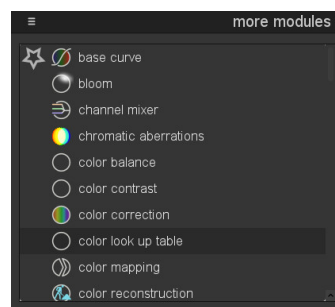 more modules
base curve
bloom
channel mixer
chromatic aberrations
color balance
color contrast
color correction
color look up table
color mapping
color reconstruction